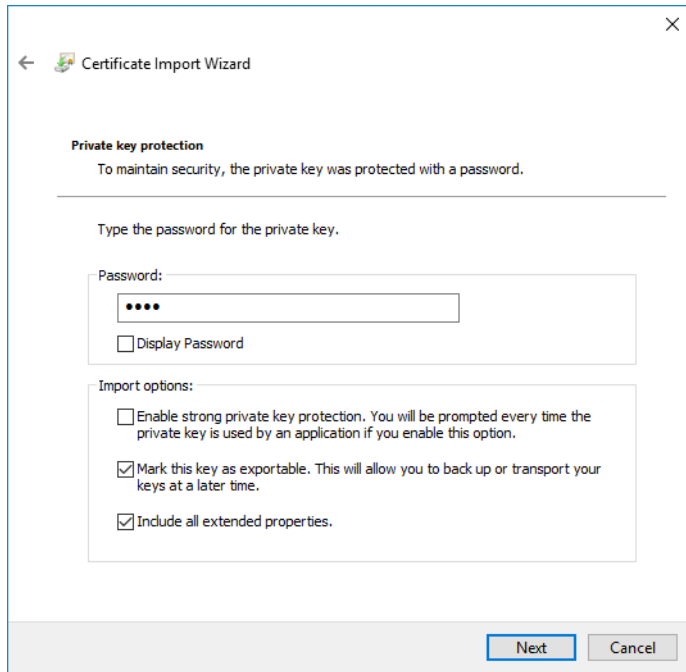 Certificate Import Wizard
Private key protection
To maintain security, the private key was protected with a password.
Type the password for the private key.
Password:
••••
Display Password
Import options:
Enable strong private key protection. You will be prompted every time the
private key is used by an application if you enable this option.
Mark this key as exportable. This will allow you to back up or transport your
keys at a later time.
Include all extended properties.
Next Cancel